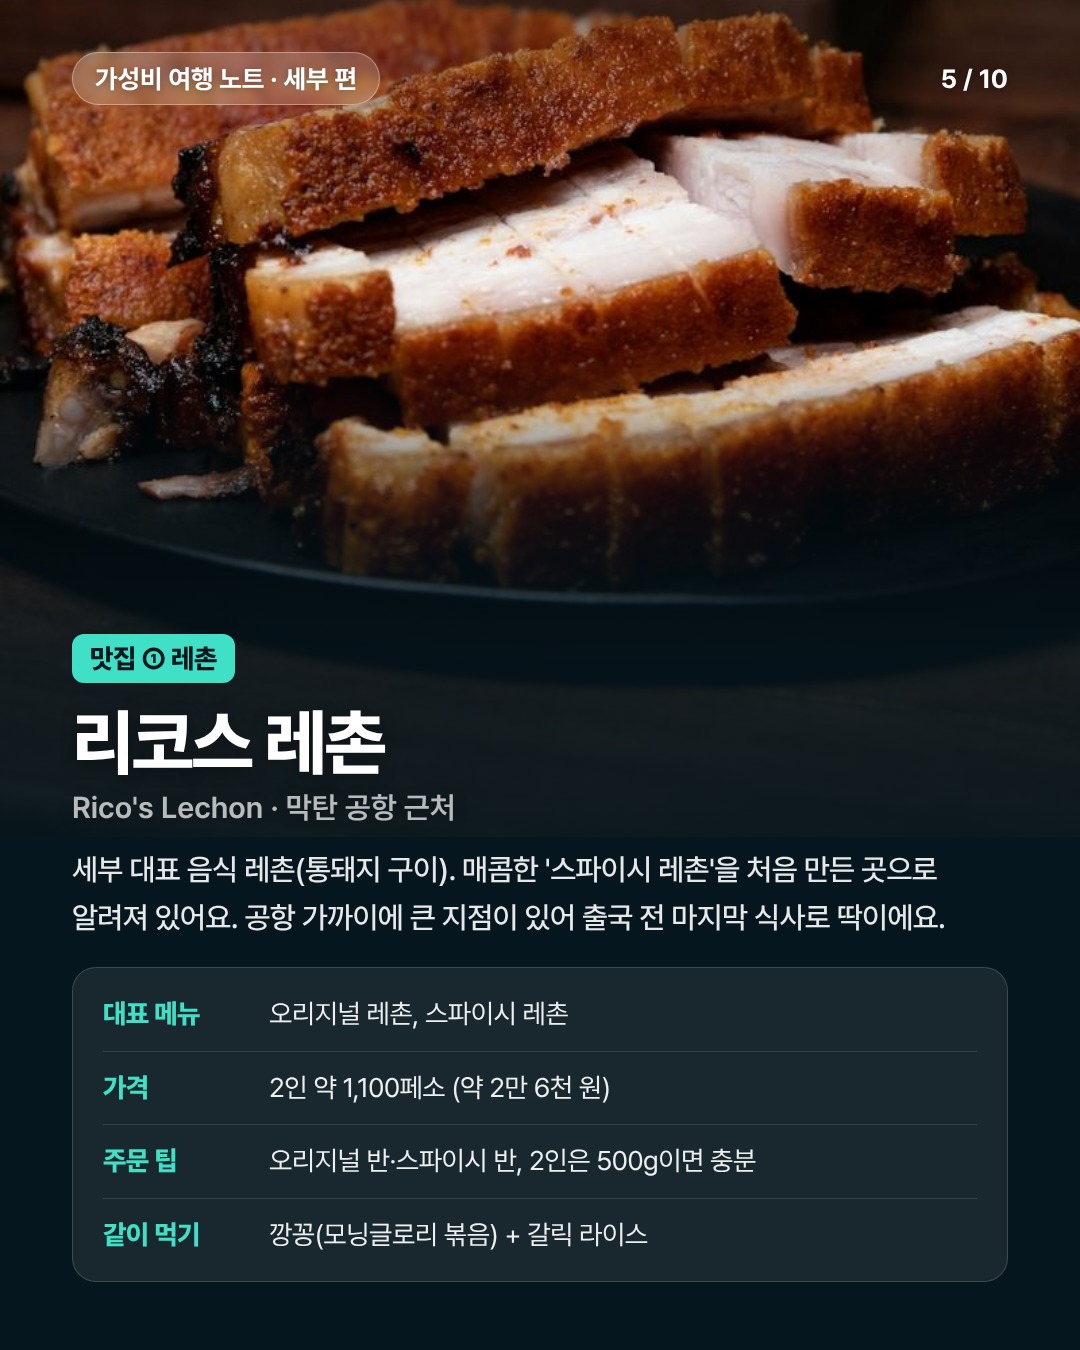 가성비 여행 노트 · 세부 편
5 / 10
맛집 ① 레촌
리코스 레촌
Rico's Lechon · 막탄 공항 근처
세부 대표 음식 레촌(통돼지 구이). 매콤한 '스파이시 레촌'을 처음 만든 곳으로
알려져 있어요. 공항 가까이에 큰 지점이 있어 출국 전 마지막 식사로 딱이에요.
대표 메뉴 오리지널 레촌, 스파이시 레촌
가격 2인 약 1,100페소 (약 2만 6천 원)
주문 팁 오리지널 반·스파이시 반, 2인은 500g이면 충분
같이 먹기 깡꽁(모닝글로리 볶음) + 갈릭 라이스